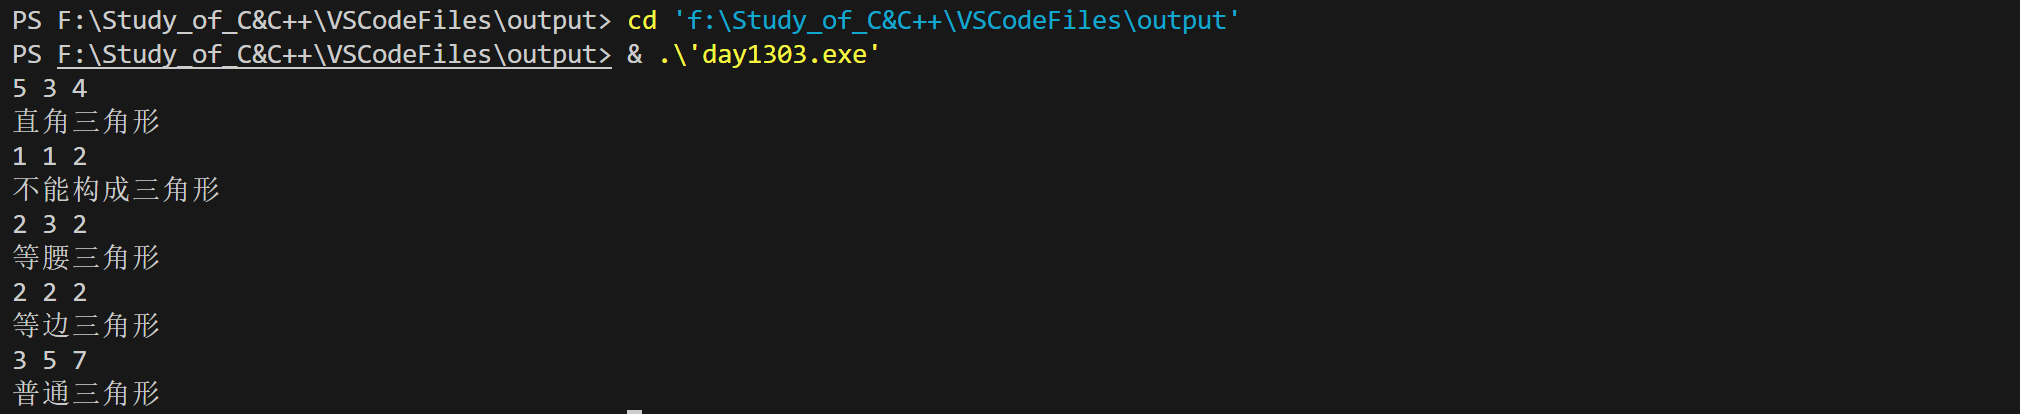 PS F:\Study_of_C&C++\VSCodeFiles\output> cd 'f:\Study_of_C&C++\VSCodeFiles\output'
PS F:\Study_of_C&C++\VSCodeFiles\output> & .\'day1303.exe'
5 3 4
直角三角形
1 1 2
不能构成三角形
2 3 2
等腰三角形
2 2 2
等边三角形
3 5 7
普通三角形